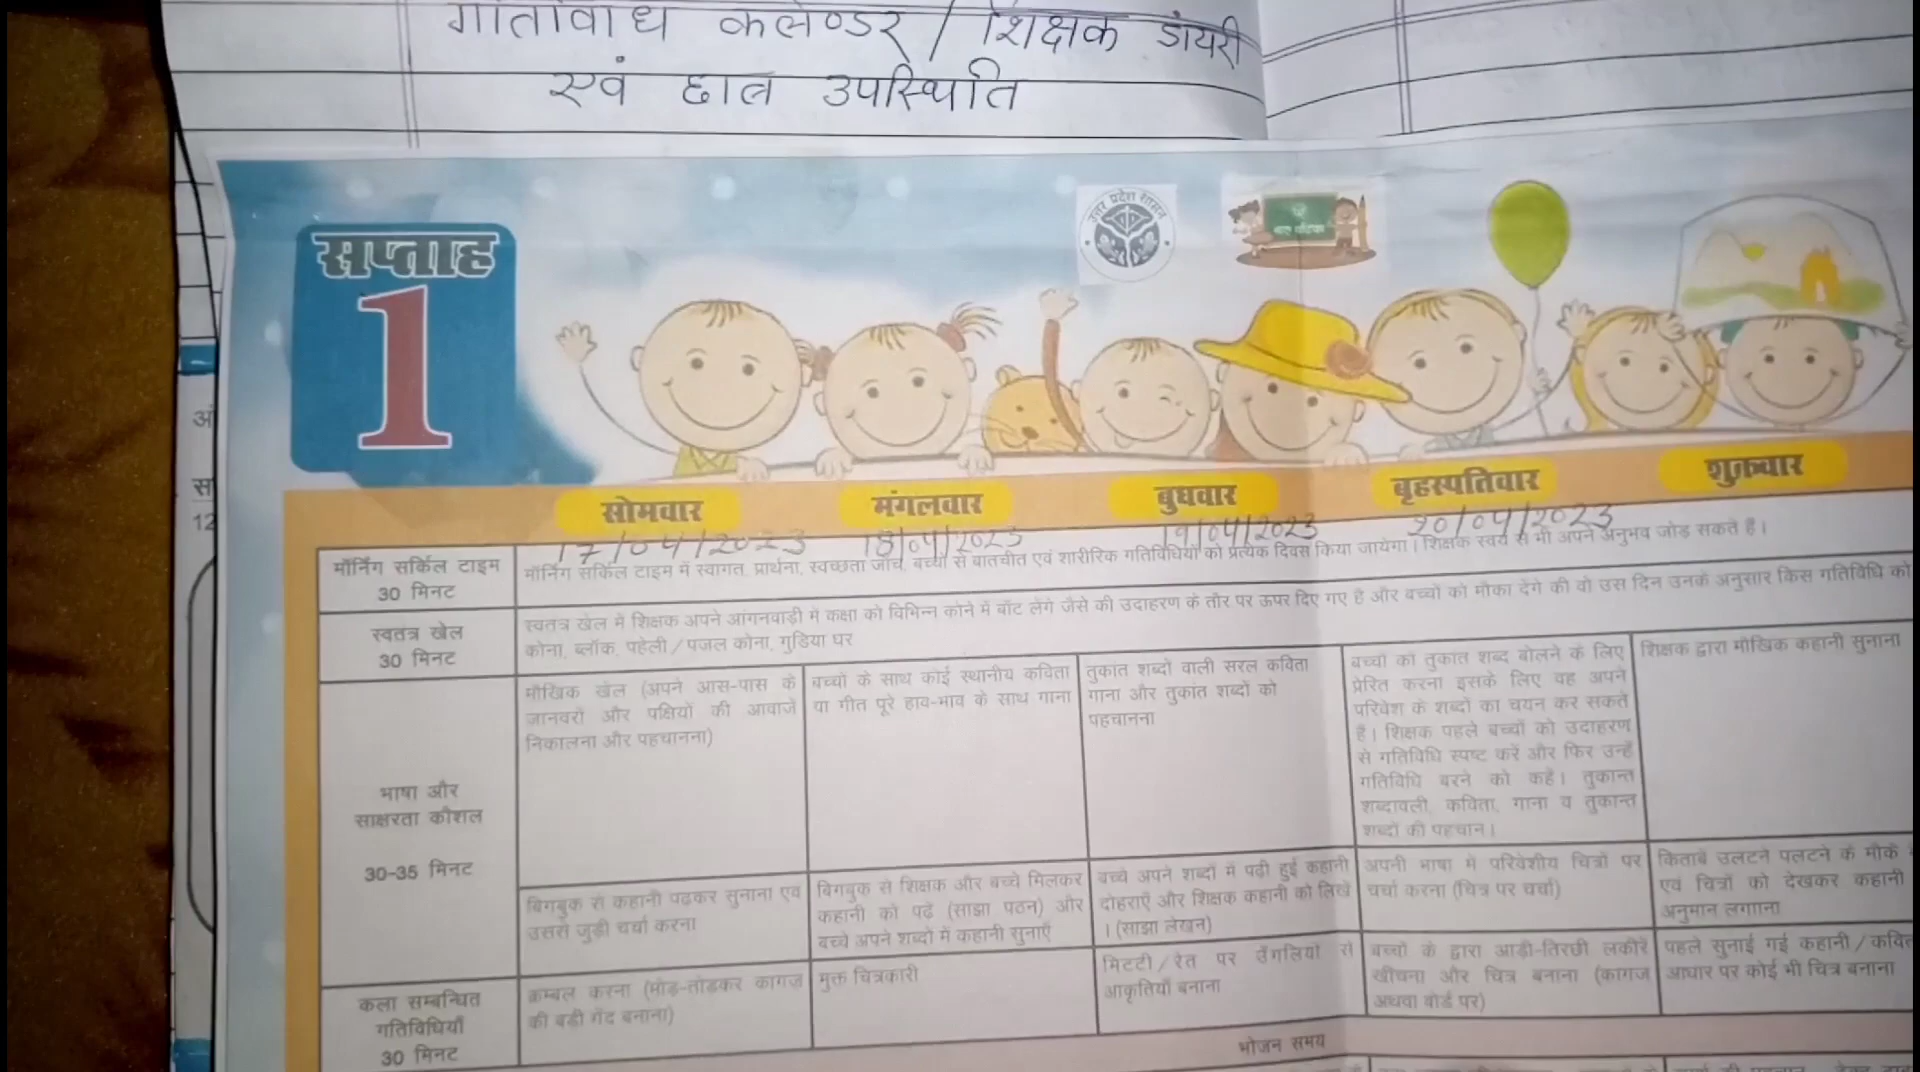 कलेण्डर / शिक्षक डायरी
एवं छात्र उपस्थिति
उत्तर प्रदेश शासन
सप्ताह
1
सोमवार मंगलवार बुधवार बृहस्पतिवार शुक्रवार
17/04/2023 18/04/2023 19/04/2023 20/04/2023
मॉर्निंग सर्किल टाइम
30 मिनट
मॉर्निंग सर्किल टाइम में स्वागत, प्रार्थना, स्वच्छता जाँच, बच्चों से बातचीत एवं शारीरिक गतिविधियों को प्रत्येक दिवस किया जायेगा। शिक्षक स्वयं से भी अपने अनुभव जोड़ सकते हैं।
स्वतंत्र खेल
30 मिनट
स्वतंत्र खेल में शिक्षक अपने आंगनवाड़ी में कक्षा को विभिन्न कोने में बाँट लेंगे जैसे की उदाहरण के तौर पर ऊपर दिए गए है और बच्चों को मौका देंगे की वो उस दिन उनके अनुसार किस गतिविधि को
कोना, ब्लॉक, पहेली / पजल कोना, गुडिया घर
भाषा और
साक्षरता कौशल
30-35 मिनट
मौखिक खेल (अपने आस-पास के
जानवरों और पक्षियों की आवाजें
निकालना और पहचानना)
बच्चों के साथ कोई स्थानीय कविता
या गीत पूरे हाव-भाव के साथ गाना
तुकांत शब्दों वाली सरल कविता
गाना और तुकांत शब्दों को
पहचानना
बच्चों को तुकांत शब्द बोलने के लिए
प्रेरित करना इसके लिए वह अपने
परिवेश के शब्दों का चयन कर सकते
हैं। शिक्षक पहले बच्चों को उदाहरण
से गतिविधि स्पष्ट करें और फिर उन्हें
गतिविधि करने को कहें। तुकान्त
शब्दावली, कविता, गाना व तुकान्त
शब्दों की पहचान।
शिक्षक द्वारा मौखिक कहानी सुनाना
बिगबुक से कहानी पढ़कर सुनाना एवं
उससे जुड़ी चर्चा करना
बिगबुक से शिक्षक और बच्चे मिलकर
कहानी को पढ़ें (साझा पठन) और
बच्चे अपने शब्दों में कहानी सुनाएँ
बच्चे अपने शब्दों में पढ़ी हुई कहानी
दोहराएँ और शिक्षक कहानी को लिखें
। (साझा लेखन)
अपनी भाषा में परिवेशीय चित्रों पर
चर्चा करना (चित्र पर चर्चा)
किताबें उलटने पलटने के मौके
एवं चित्रों को देखकर कहानी
अनुमान लगााना
कला सम्बन्धित
गतिविधियाँ
30 मिनट
क्रम्बल करना (मोड़-तोड़कर कागज
की बड़ी गेंद बनाना)
मुक्त चित्रकारी
मिटटी / रेत पर उँगलियों से
आकृतियाँ बनाना
बच्चों के द्वारा आड़ी-तिरछी लकीरें
खींचना और चित्र बनाना (कागज
अथवा बोर्ड पर)
पहले सुनाई गई कहानी /
आधार पर कोई भी चित्र बनाना
भोजन समय